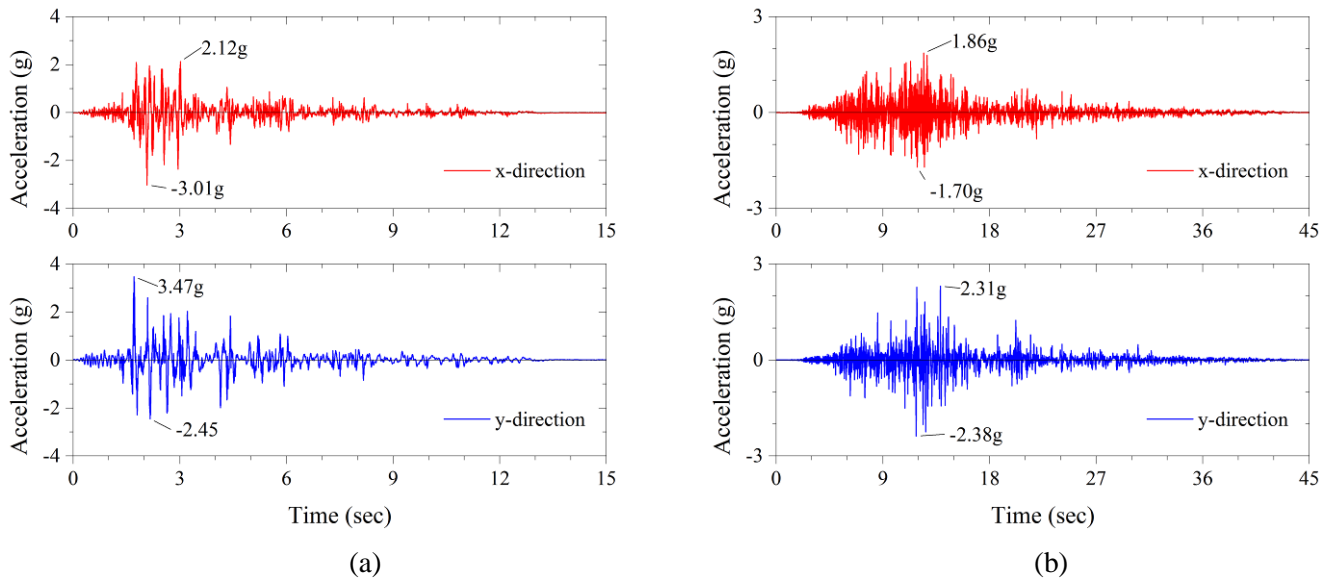 Acceleration (g)
4
2
0
-2
-4
2.12g
-3.01g
x-direction
0 3 6 9 12 15
Acceleration (g)
4
2
0
-2
-4
3.47g
-2.45
y-direction
0 3 6 9 12 15
Time (sec)
(a)
Acceleration (g)
3
0
-3
1.86g
-1.70g
x-direction
0 9 18 27 36 45
Acceleration (g)
3
0
-3
2.31g
-2.38g
y-direction
0 9 18 27 36 45
Time (sec)
(b)